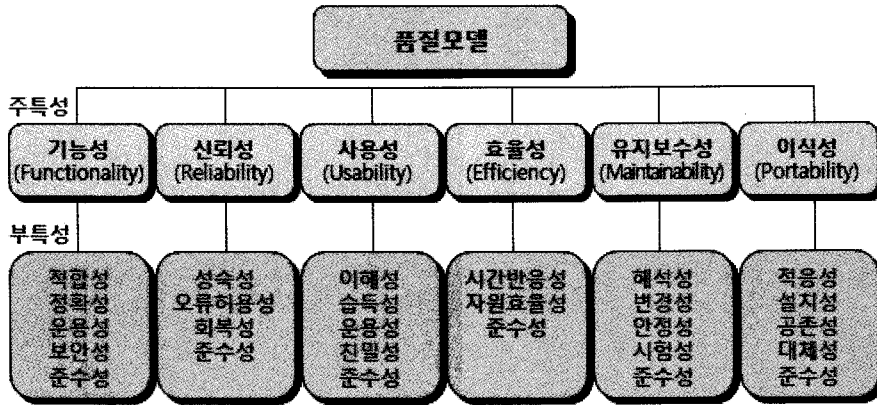 품질모델
주특성
기능성
(Functionality)
신뢰성
(Reliability)
사용성
(Usability)
효율성
(Efficiency)
유지보수성
(Maintainability)
이식성
(Portability)
부특성
적합성
정확성
운용성
보안성
준수성
성숙성
오류허용성
회복성
준수성
이해성
습득성
운용성
친밀성
준수성
시간반응성
자원효율성
준수성
해석성
변경성
안정성
시험성
준수성
적응성
설치성
공존성
대체성
준수성